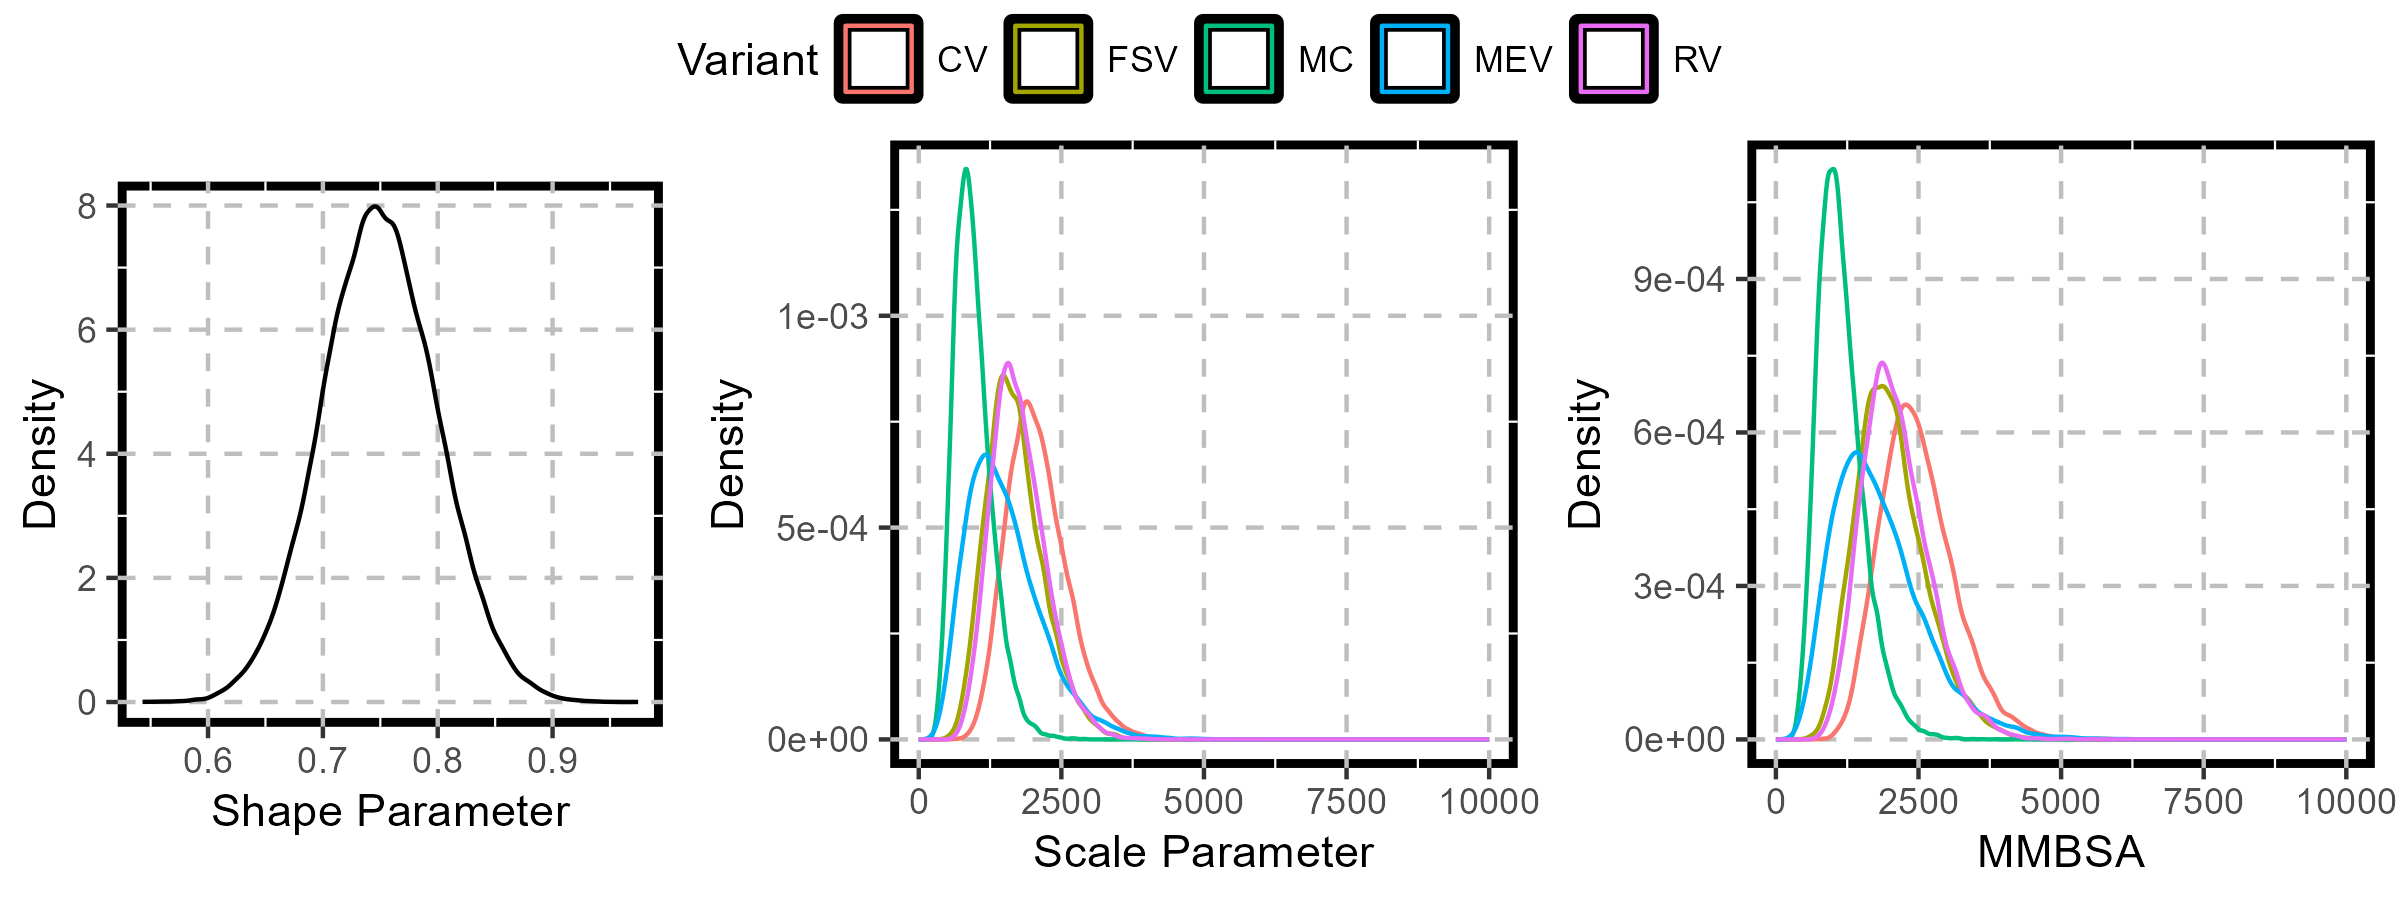 Variant CV FSV MC MEV RV
Density
8
6
4
2
0
0.6 0.7 0.8 0.9
Shape Parameter
Density
1e-03
5e-04
0e+00
0 2500 5000 7500 10000
Scale Parameter
Density
9e-04
6e-04
3e-04
0e+00
0 2500 5000 7500 10000
MMBSA